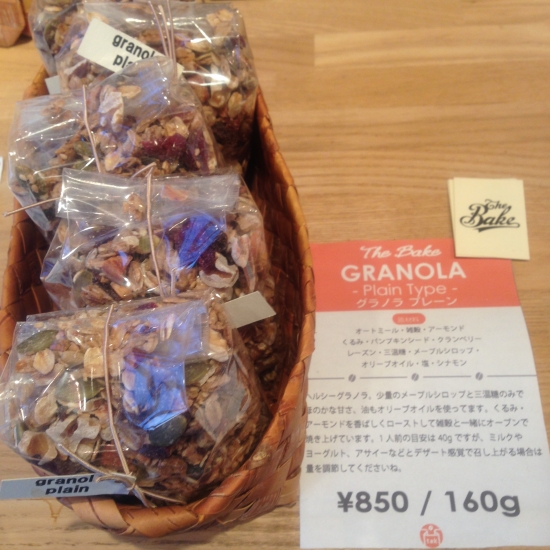 granol
plain
The
Bake
The Bake
GRANOLA
- Plain Type -
グラノラ プレーン
オートミール・雑穀・アーモンド
くるみ・パンプキンシード・クランベリー
レーズン・三温糖・メープルシロップ・
オリーブオイル・塩・シナモン
ヘルシーグラノラ。少量のメープルシロップと三温糖のみで
ほのかな甘さ、油もオリーブオイルを使ってます。くるみ・
アーモンドを香ばしくローストして雑穀と一緒にオーブンで
焼き上げています。1人前の目安は40gですが、ミルクや
ヨーグルト、アサイーなどとデザート感覚で召し上がる場合は
量を調節してくださいね。
¥850 / 160g
granol
plain